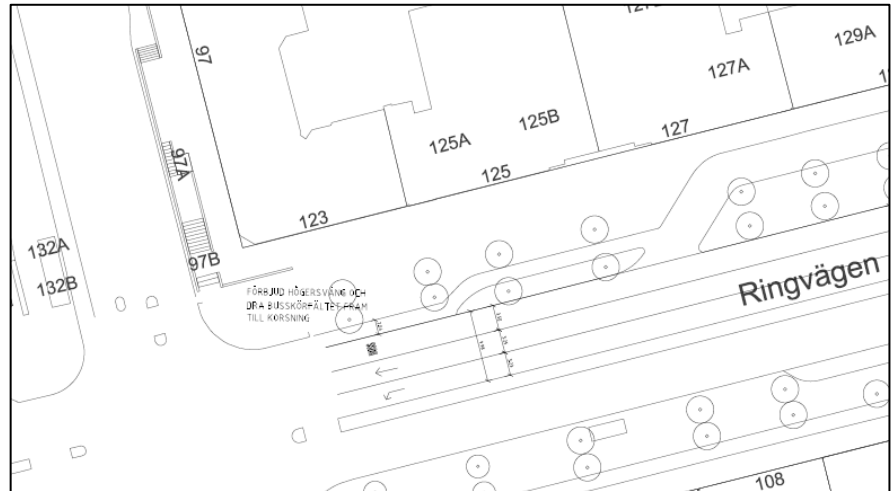 127C
129A
97
127A
125B
127
125A
97A
125
123
132A
97B
132B
Ringvägen
FÖRBJUD HÖGERSVÄNG OCH
DRA BUSSKÖRFÄLTET FRAM
TILL KORSNING
108